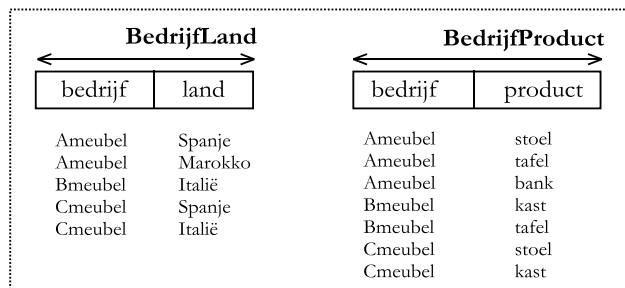 BedrijfLand
bedrijf land
Ameubel Spanje
Ameubel Marokko
Bmeubel Italië
Cmeubel Spanje
Cmeubel Italië
BedrijfProduct
bedrijf product
Ameubel stoel
Ameubel tafel
Ameubel bank
Bmeubel kast
Bmeubel tafel
Cmeubel stoel
Cmeubel kast